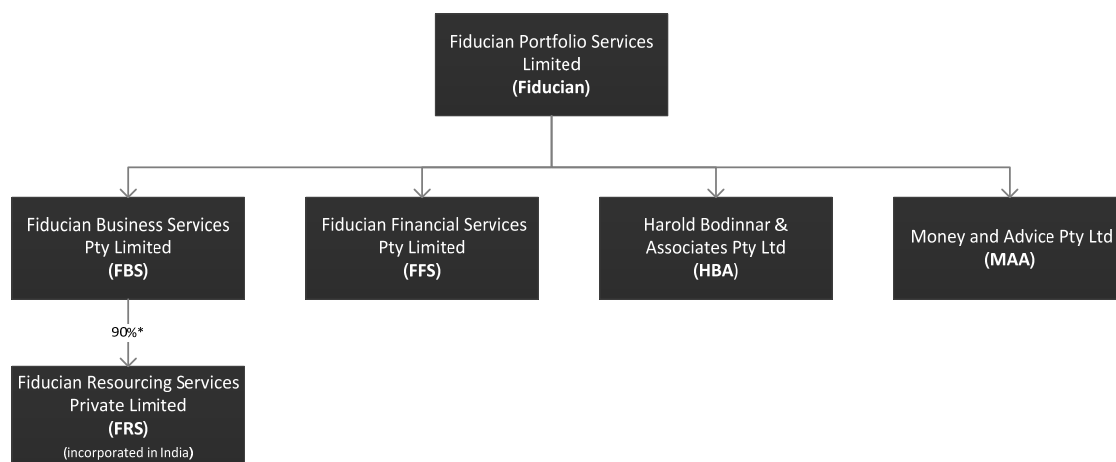 Fiducian Portfolio Services
Limited
(Fiducian)
Fiducian Business Services
Pty Limited
(FBS)
Fiducian Financial Services
Pty Limited
(FFS)
Harold Bodinnar &
Associates Pty Ltd
(HBA)
Money and Advice Pty Ltd
(MAA)
90%*
Fiducian Resourcing Services
Private Limited
(FRS)
(incorporated in India)